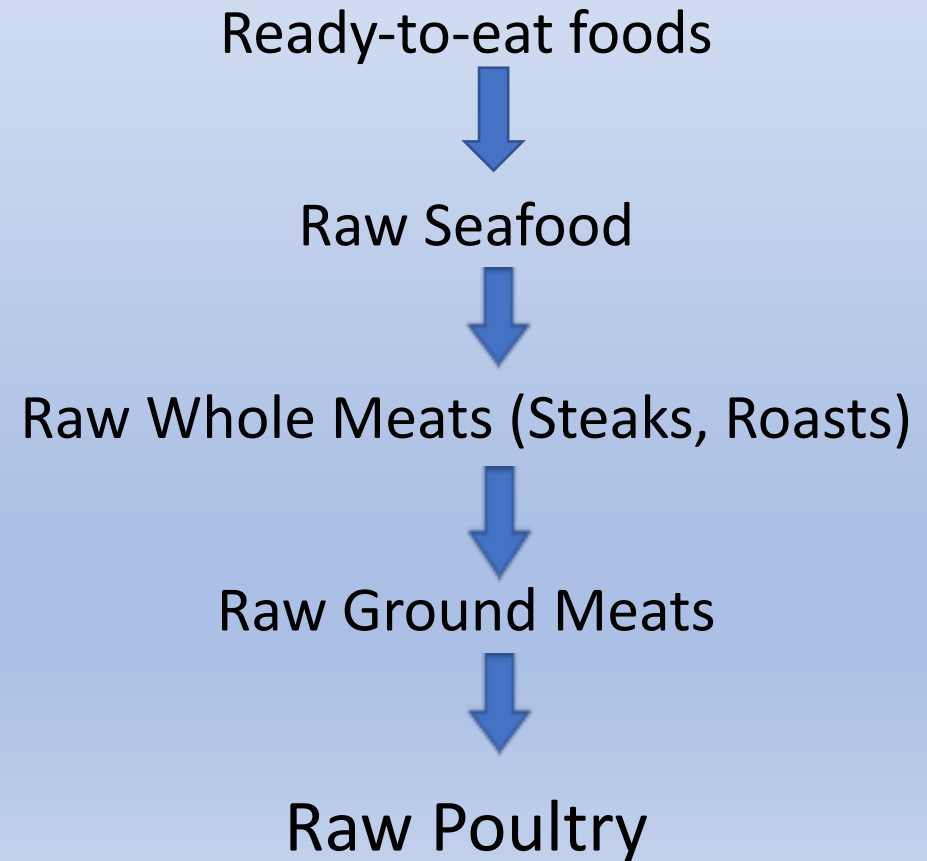 Ready-to-eat foods
Raw Seafood
Raw Whole Meats (Steaks, Roasts)
Raw Ground Meats
Raw Poultry